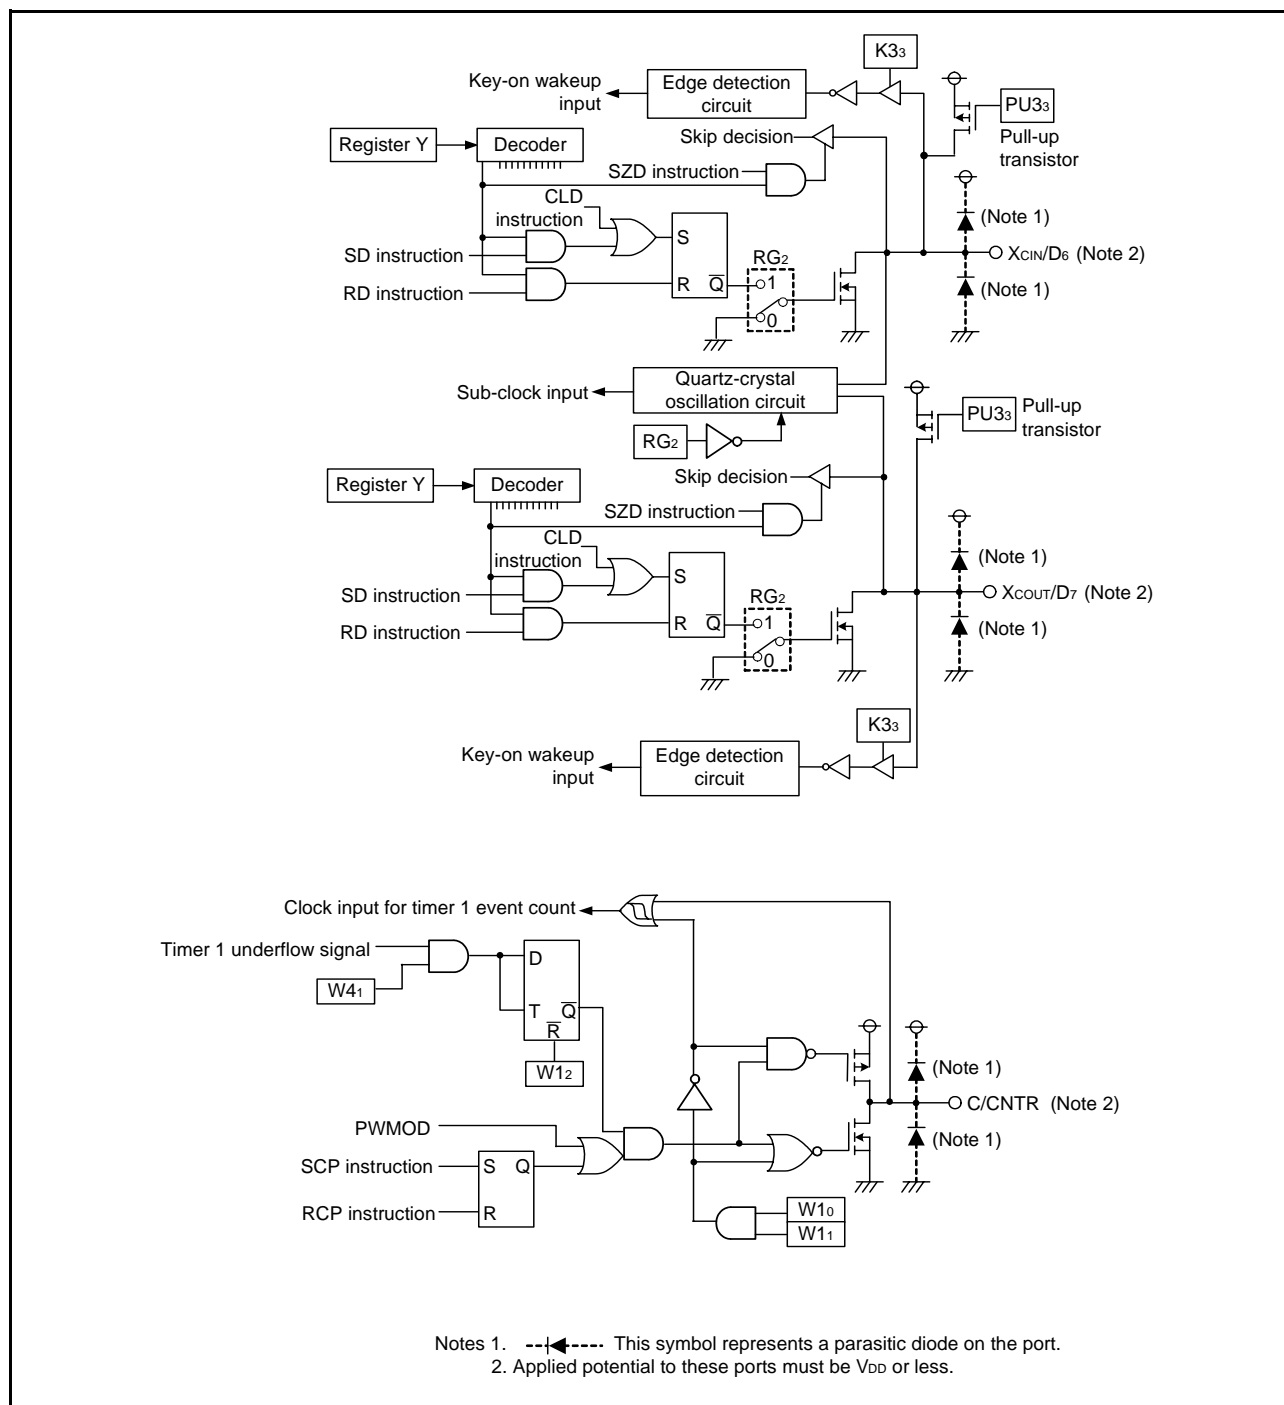 K33
Key-on wakeup
input
Edge detection
circuit
PU33
Pull-up
transistor
Register Y
Decoder
Skip decision
SZD instruction
CLD
instruction
S
(Note 1)
SD instruction
RG2
XCIN/D6 (Note 2)
RD instruction
R
Q
1
0
(Note 1)
Sub-clock input
Quartz-crystal
oscillation circuit
RG2
PU33
Pull-up
transistor
Register Y
Decoder
Skip decision
SZD instruction
CLD
instruction
S
(Note 1)
SD instruction
RG2
XCOUT/D7 (Note 2)
RD instruction
R
Q
1
0
(Note 1)
K33
Key-on wakeup
input
Edge detection
circuit
Clock input for timer 1 event count
Timer 1 underflow signal
D
W41
T
Q
R
W12
(Note 1)
C/CNTR (Note 2)
PWMOD
(Note 1)
SCP instruction
S
Q
RCP instruction
R
W10
W11
Notes 1. This symbol represents a parasitic diode on the port.
2. Applied potential to these ports must be VDD or less.